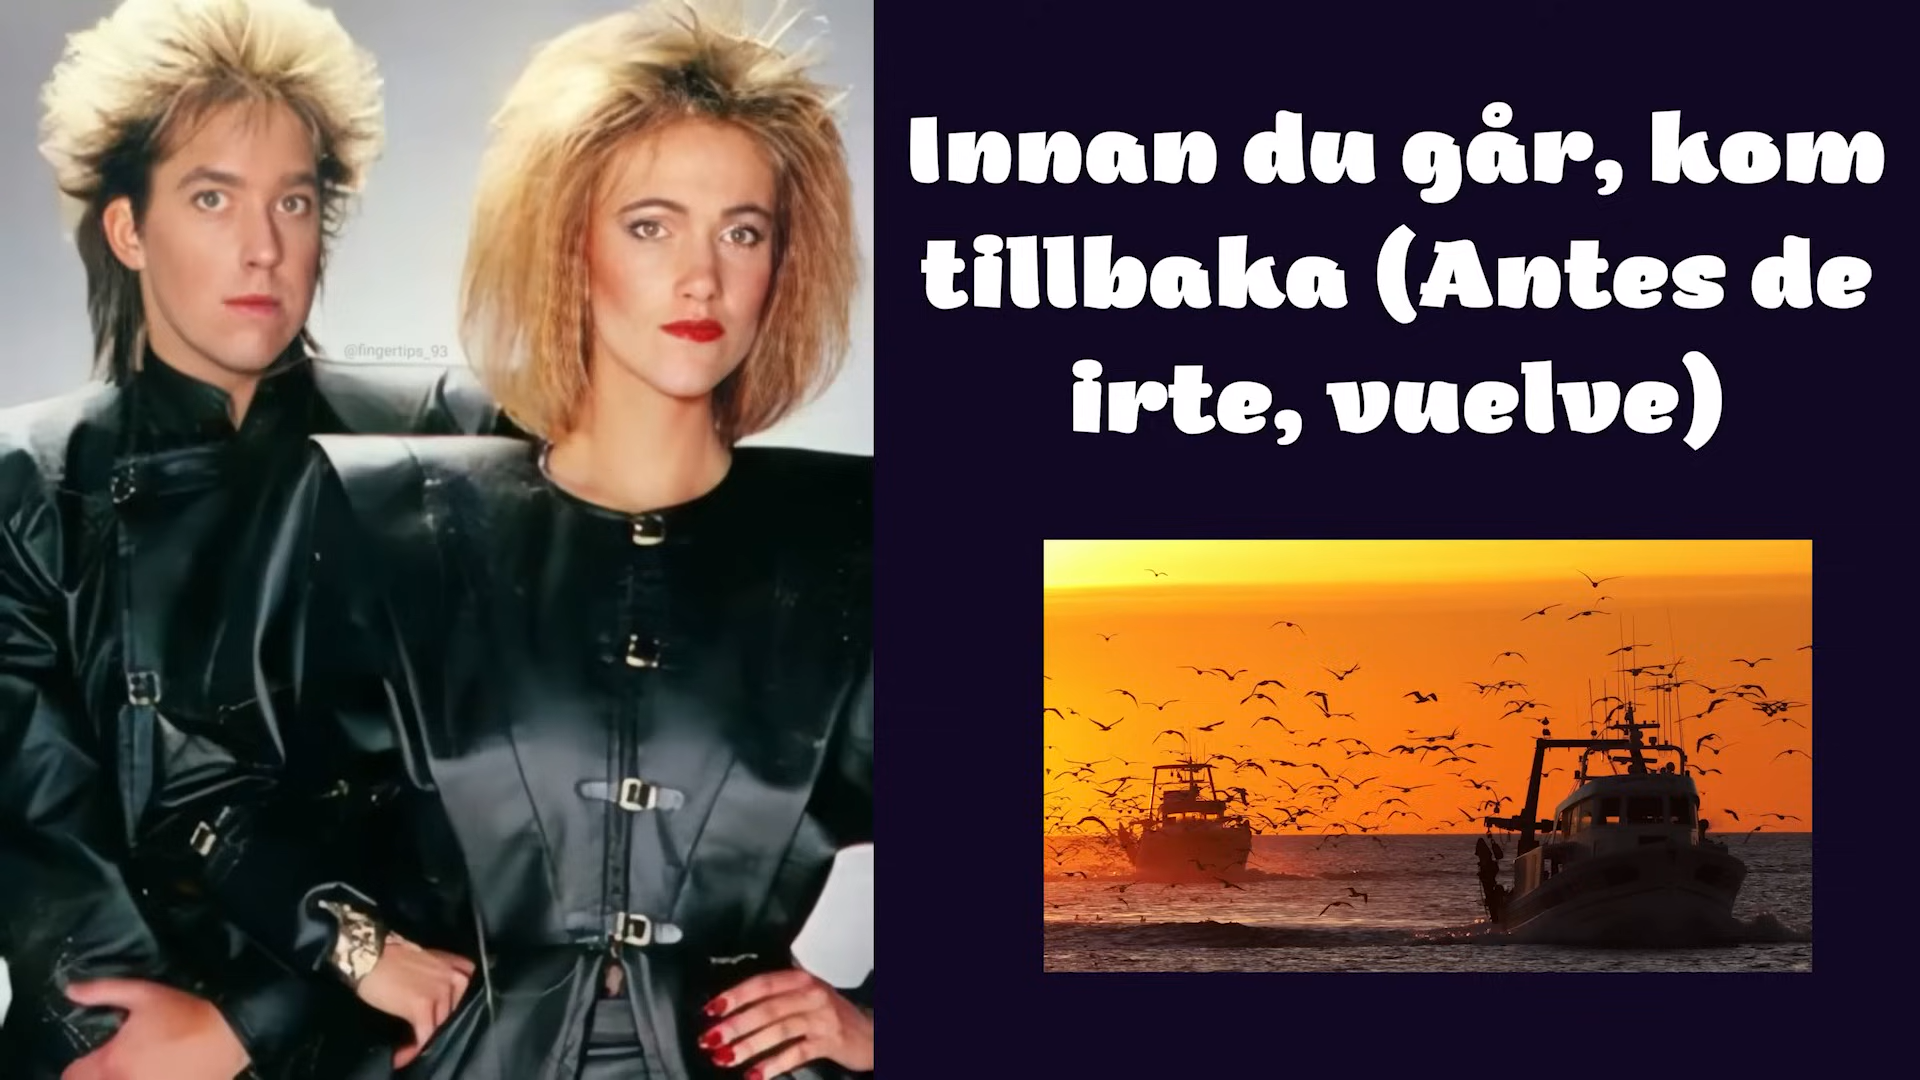 Innan du går, kom
tillbaka (Antes de
irte, vuelve)
@fingertips_93